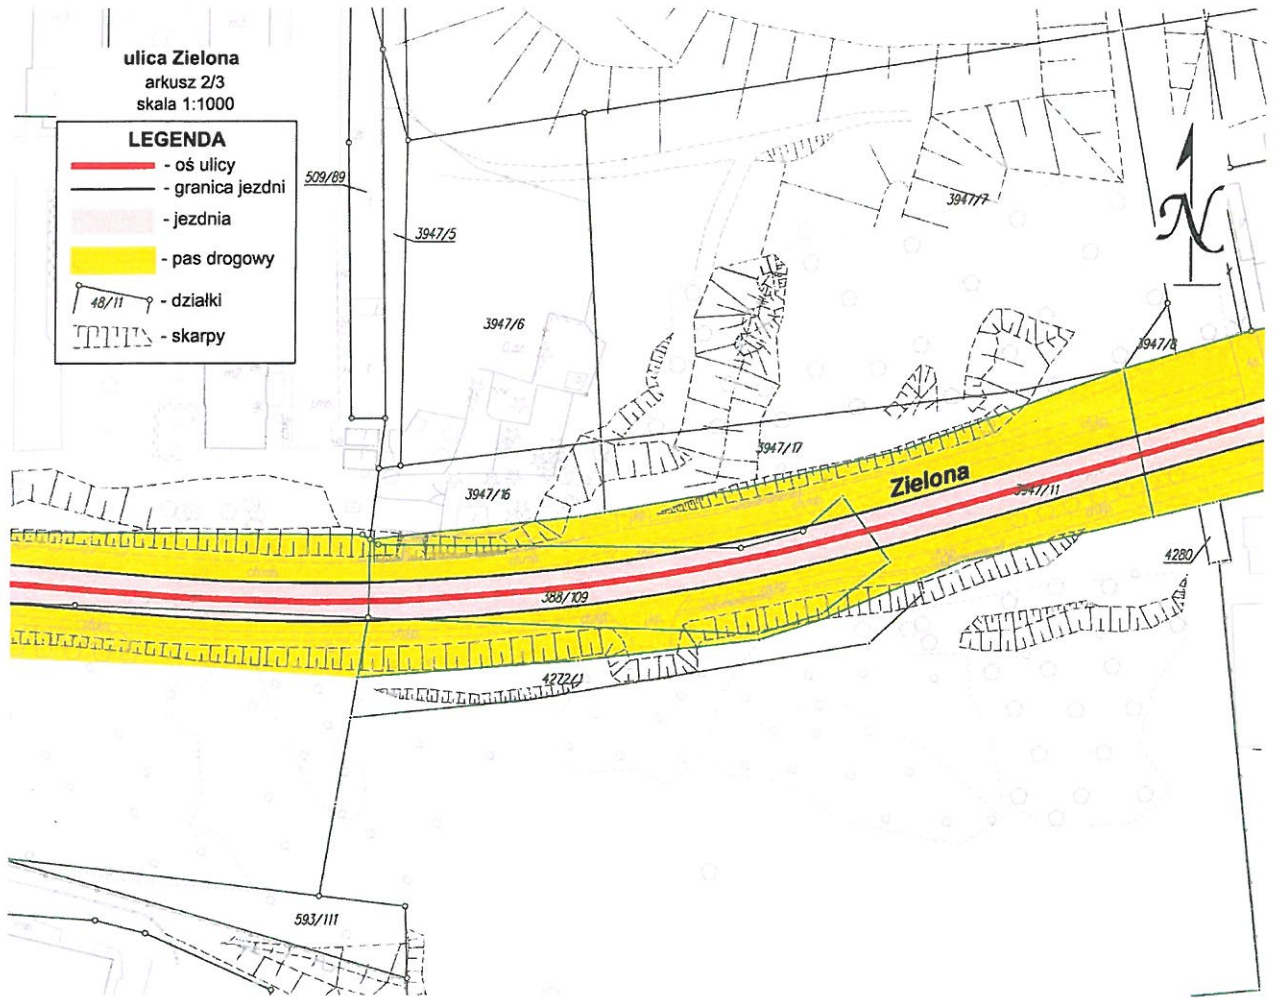 ulica Zielona
arkusz 2/3
skala 1:1000
LEGENDA
- oś ulicy
- granica jezdni
- jezdnia
- pas drogowy
48/11 - działki
- skarpy
509/89
3947/5
3947/7
N
3947/6
3947/8
3947/17
Zielona
3947/16
3947/11
4280
388/109
4272/1
593/111